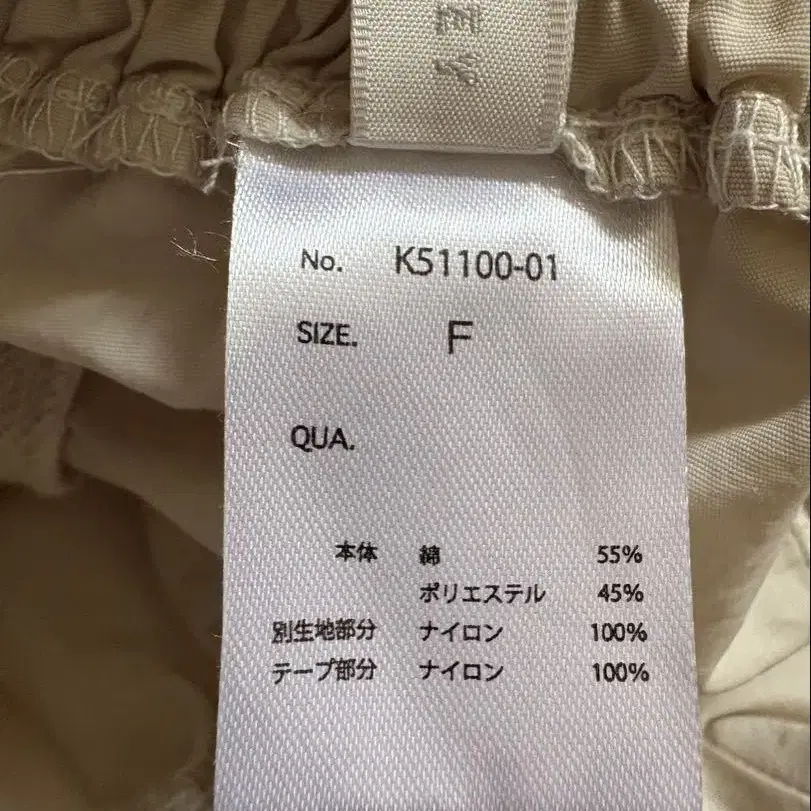 No. K51100-01
SIZE. F
QUA.
本体 綿 55%
ポリエステル 45%
別生地部分 ナイロン 100%
テープ部分 ナイロン 100%